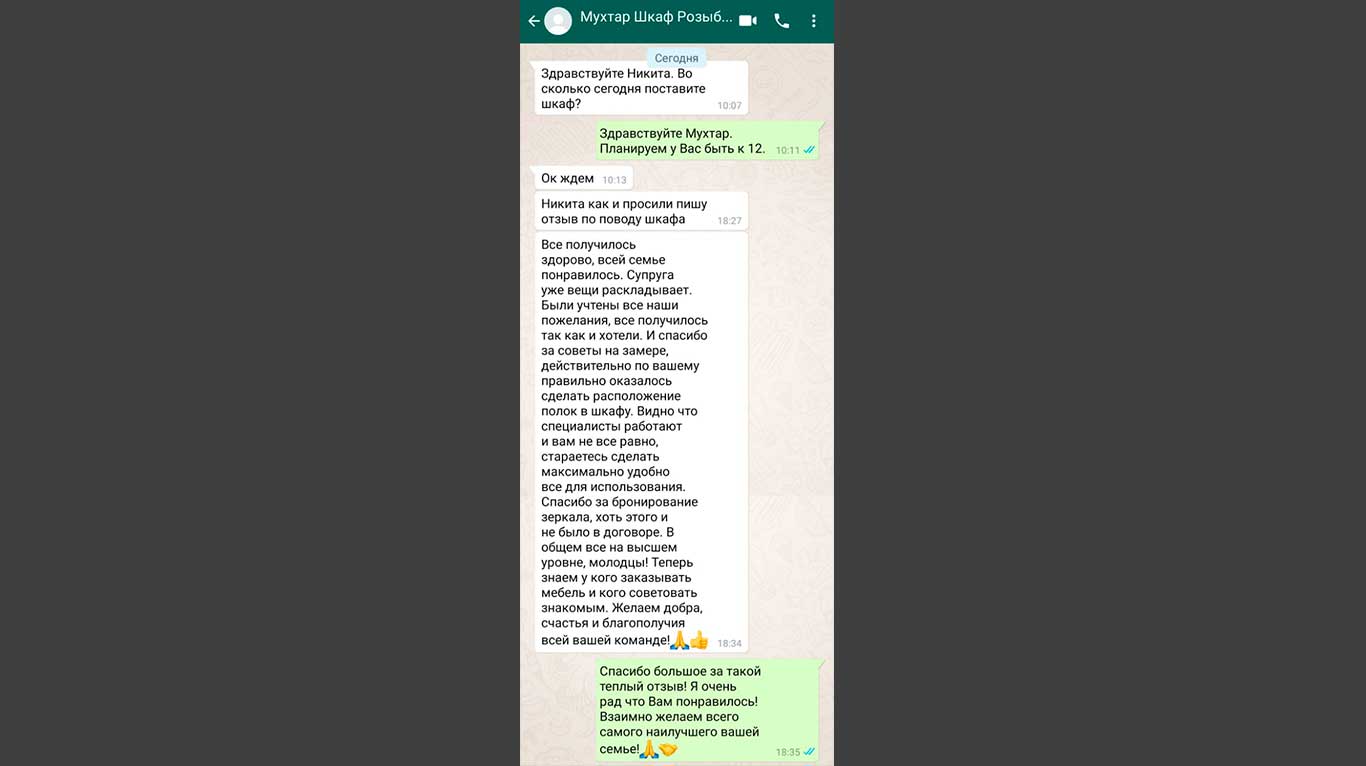 Мухтар Шкаф Розыб...
Сегодня
Здравствуйте Никита. Во
сколько сегодня поставите
шкаф?
10:07
Здравствуйте Мухтар.
Планируем у Вас быть к 12.
10:11
Ок ждем
10:13
Никита как и просили пишу
отзыв по поводу шкафа
18:27
Все получилось
здорово, всей семье
понравилось. Супруга
уже вещи раскладывает.
Были учтены все наши
пожелания, все получилось
так как и хотели. И спасибо
за советы на замере,
действительно по вашему
правильно оказалось
сделать расположение
полок в шкафу. Видно что
специалисты работают
и вам не все равно,
стараетесь сделать
максимально удобно
все для использования.
Спасибо за бронирование
зеркала, хоть этого и
не было в договоре. В
общем все на высшем
уровне, молодцы! Теперь
знаем у кого заказывать
мебель и кого советовать
знакомым. Желаем добра,
счастья и благополучия
всей вашей команде!🙏👍
18:34
Спасибо большое за такой
теплый отзыв! Я очень
рад что Вам понравилось!
Взаимно желаем всего
самого наилучшего вашей
семье!🙏🤝
18:35